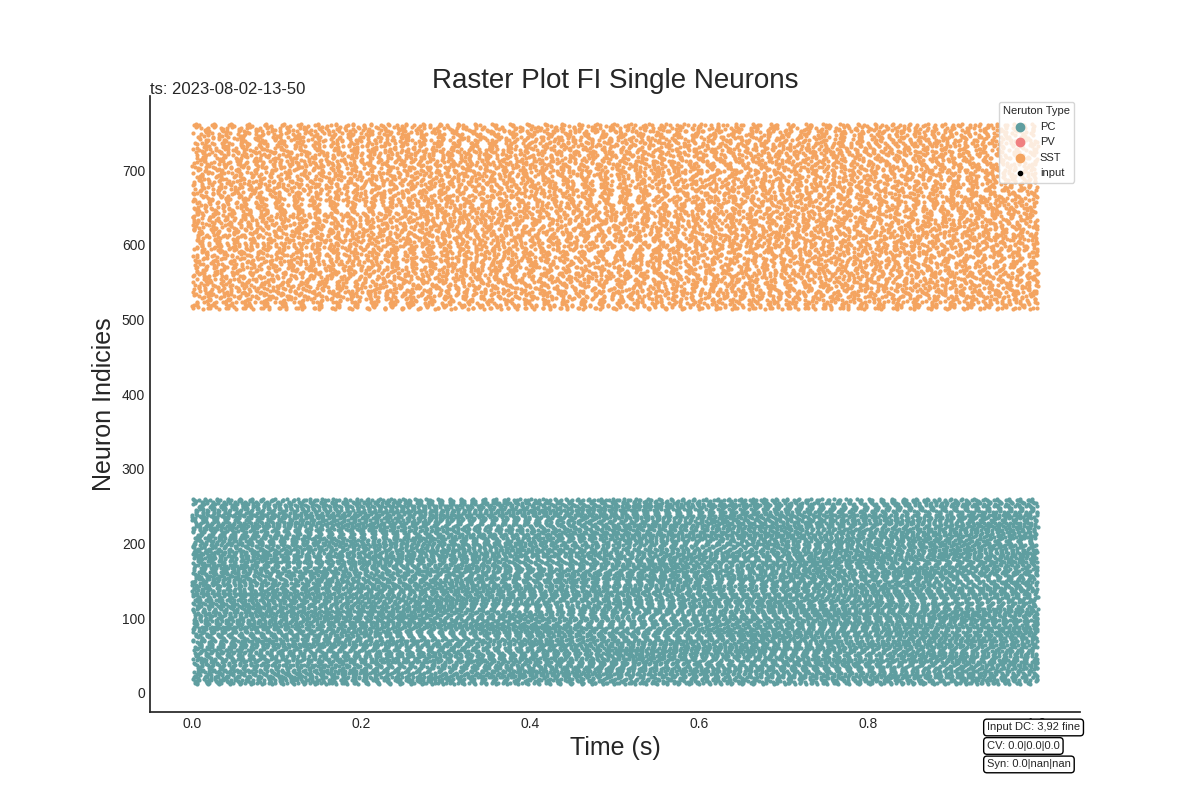 Raster Plot FI Single Neurons
ts: 2023-08-02-13-50
Neruton Type
PC
PV
SST
input
700
600
500
400
300
200
100
0
Neuron Indicies
0.0
0.2
0.4
0.6
0.8
Time (s)
Input DC: 3,92 fine
CV: 0.0|0.0|0.0
Syn: 0.0|nan|nan